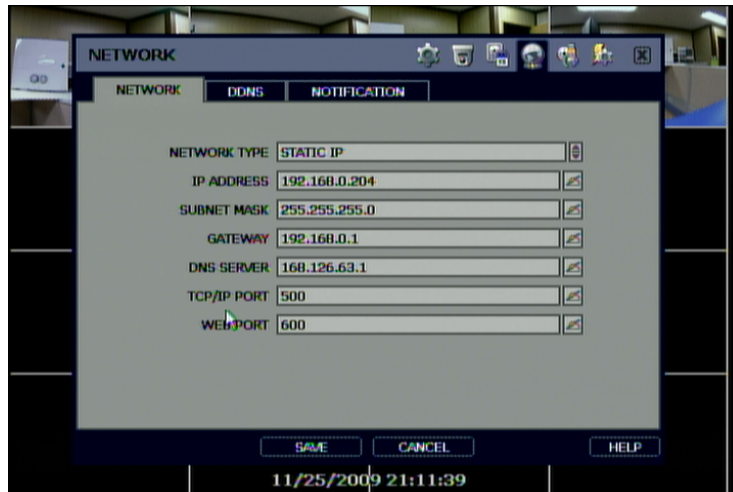 NETWORK
NETWORK DDNS NOTIFICATION
NETWORK TYPE STATIC IP
IP ADDRESS 192.168.0.204
SUBNET MASK 255.255.255.0
GATEWAY 192.168.0.1
DNS SERVER 168.126.63.1
TCP/IP PORT 500
WEB PORT 600
SAVE CANCEL HELP
11/25/2009 21:11:39